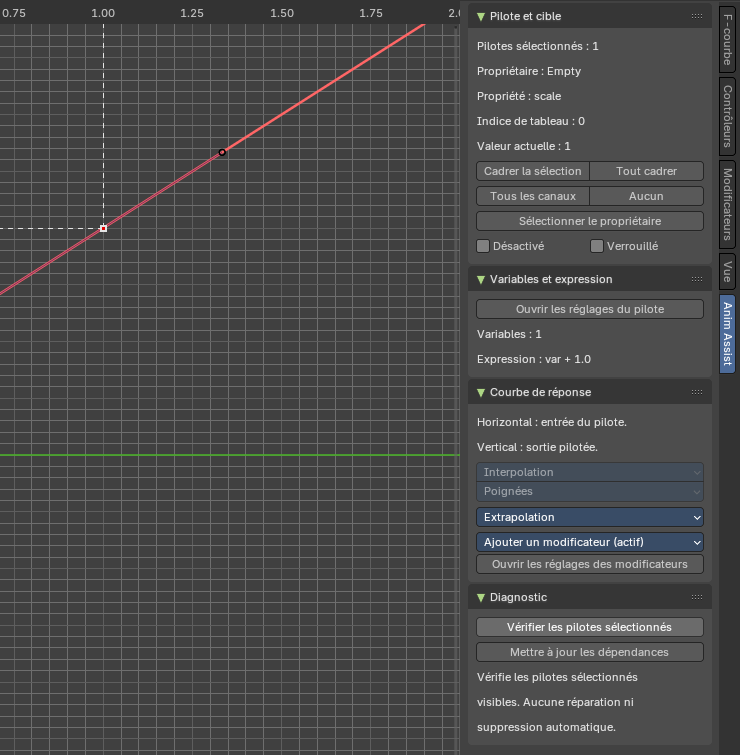 0.75 1.00 1.25 1.50 1.75 2.0
Pilote et cible
Pilotes sélectionnés : 1
Propriétaire : Empty
Propriété : scale
Indice de tableau : 0
Valeur actuelle : 1
Cadrer la sélection Tout cadrer
Tous les canaux Aucun
Sélectionner le propriétaire
Désactivé Verrouillé
Variables et expression
Ouvrir les réglages du pilote
Variables : 1
Expression : var + 1.0
Courbe de réponse
Horizontal : entrée du pilote.
Vertical : sortie pilotée.
Interpolation
Poignées
Extrapolation
Ajouter un modificateur (actif)
Ouvrir les réglages des modificateurs
Diagnostic
Vérifier les pilotes sélectionnés
Mettre à jour les dépendances
Vérifie les pilotes sélectionnés
visibles. Aucune réparation ni
suppression automatique.
F-courbe
Contrôleurs
Modificateurs
Vue
Anim Assist